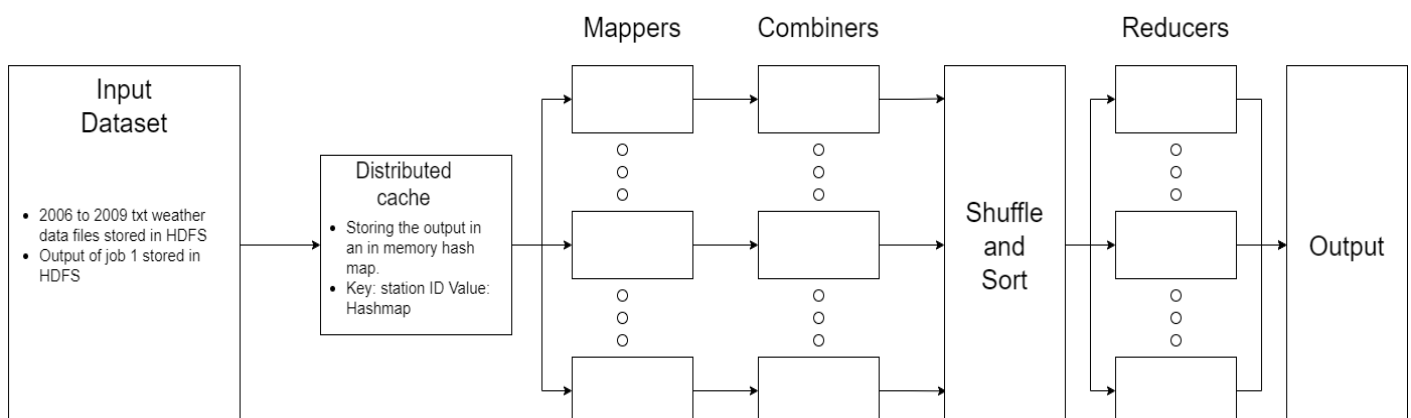 Mappers
Combiners
Reducers
Input
Dataset
• 2006 to 2009 txt weather
data files stored in HDFS
• Output of job 1 stored in
HDFS
Distributed
cache
• Storing the output in
an in memory hash
map.
• Key: station ID Value:
Hashmap
Shuffle
and
Sort
Output